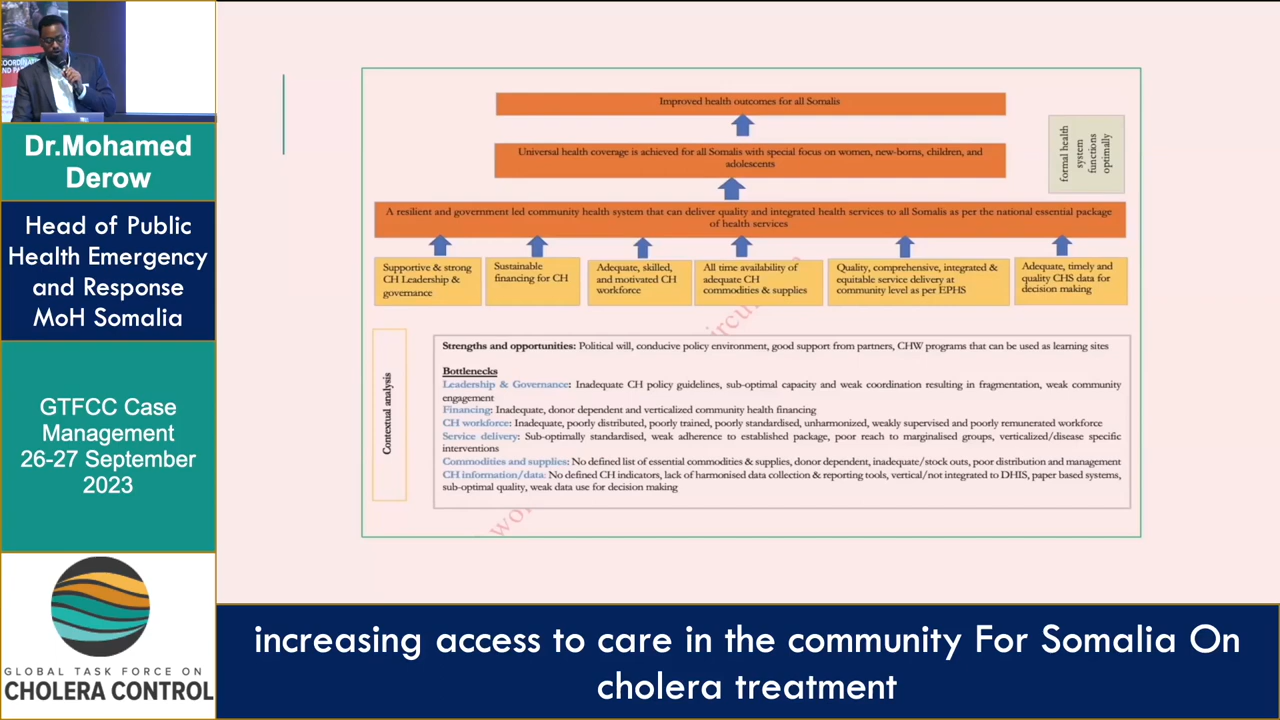 COORDINA
ND PA
Dr.Mohamed
Derow
Head of Public
Health Emergency
and Response
MoH Somalia
GTFCC Case
Management
26-27 September
2023
GLOBAL TASK FORCE ON
CHOLERA CONTROL
Improved health outcomes for all Somalis
Universal health coverage is achieved for all Somalis with special focus on women, new-borns, children, and
adolescents
formal health
system
functions
optimally
A resilient and government led community health system that can deliver quality and integrated health services to all Somalis as per the national essential package
of health services
Supportive & strong
CH Leadership &
governance
Sustainable
financing for CH
Adequate, skilled,
and motivated CH
workforce
All time availability of
adequate CH
commodities & supplies
Quality, comprehensive, integrated &
equitable service delivery at
community level as per EPHS
Adequate, timely and
quality CHS data for
decision making
Contextual analysis
Strengths and opportunities: Political will, conducive policy environment, good support from partners, CHW programs that can be used as learning sites
Bottlenecks
Leadership & Governance: Inadequate CH policy guidelines, sub-optimal capacity and weak coordination resulting in fragmentation, weak community
engagement
Financing: Inadequate, donor dependent and verticalized community health financing
CH workforce: Inadequate, poorly distributed, poorly trained, poorly standardised, unharmonized, weakly supervised and poorly remunerated workforce
Service delivery: Sub-optimally standardised, weak adherence to established package, poor reach to marginalised groups, verticalized/disease specific
interventions
Commodities and supplies: No defined list of essential commodities & supplies, donor dependent, inadequate/stock outs, poor distribution and management
CH information/data: No defined CH indicators, lack of harmonised data collection & reporting tools, vertical/not integrated to DHIS, paper based systems,
sub-optimal quality, weak data use for decision making
increasing access to care in the community For Somalia On
cholera treatment